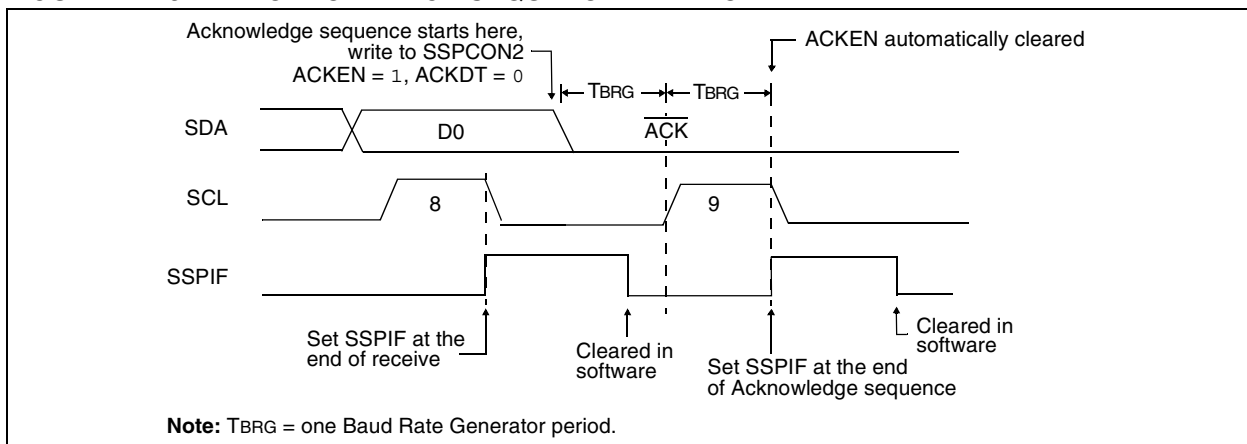 Acknowledge sequence starts here,
write to SSPCON2
ACKEN = 1, ACKDT = 0
ACKEN automatically cleared
TBRG
TBRG
SDA
D0
ACK
SCL
8
9
SSPIF
Set SSPIF at the
end of receive
Cleared in
software
Set SSPIF at the end
of Acknowledge sequence
Cleared in
software
Note: TBRG = one Baud Rate Generator period.